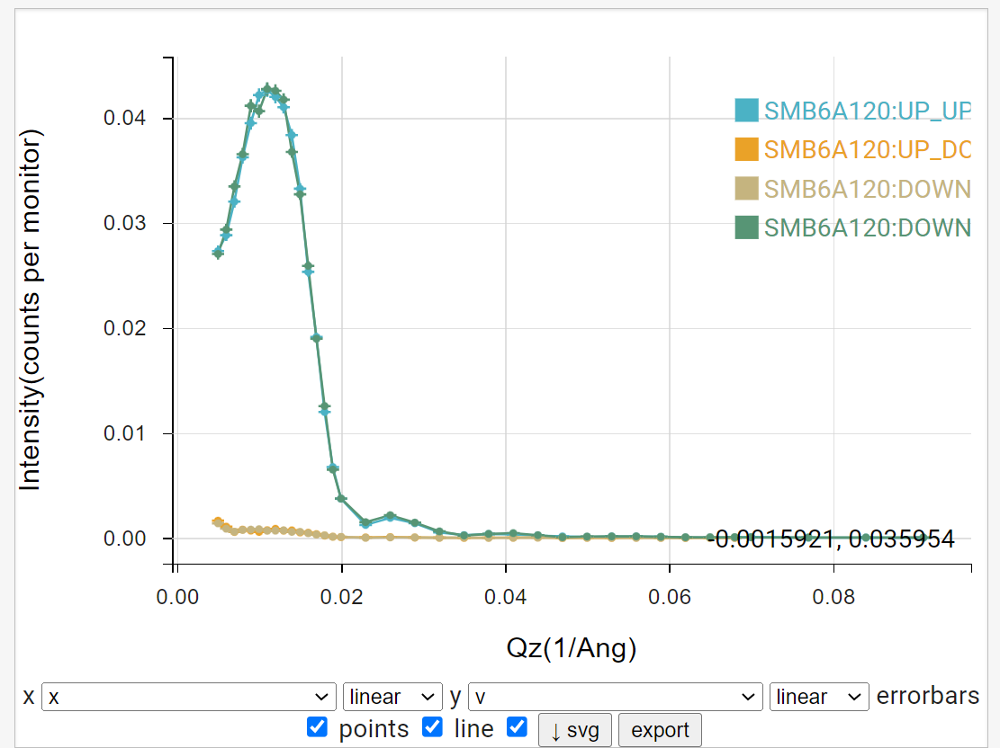 SMB6A120:UP_UP
SMB6A120:UP_DO
SMB6A120:DOWN
SMB6A120:DOWN
Intensity(counts per monitor)
0.04
0.03
0.02
0.01
0.00
-0.0015921, 0.035954
0.00 0.02 0.04 0.06 0.08
Qz(1/Ang)
x x linear y v linear errorbars
points line ↓ svg export